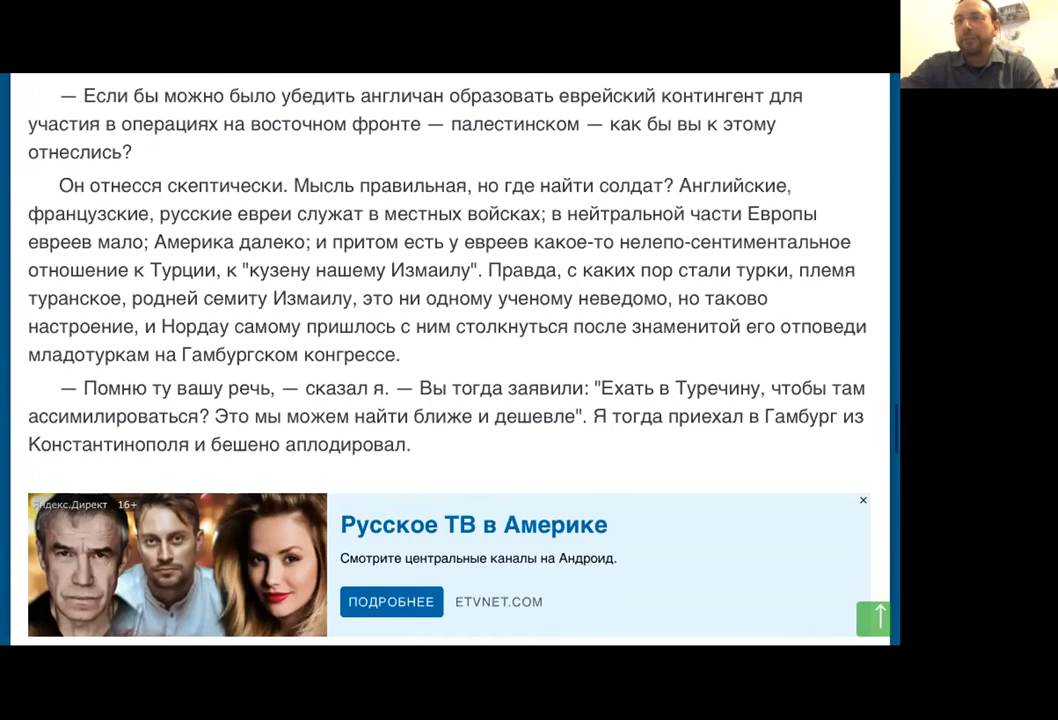 — Если бы можно было убедить англичан образовать еврейский контингент для
участия в операциях на восточном фронте — палестинском — как бы вы к этому
отнеслись?
Он отнесся скептически. Мысль правильная, но где найти солдат? Английские,
французские, русские евреи служат в местных войсках; в нейтральной части Европы
евреев мало; Америка далеко; и притом есть у евреев какое-то нелепо-сентиментальное
отношение к Турции, к "кузену нашему Измаилу". Правда, с каких пор стали турки, племя
туранское, родней семиту Измаилу, это ни одному ученому неведомо, но таково
настроение, и Нордау самому пришлось с ним столкнуться после знаменитой его отповеди
младотуркам на Гамбургском конгрессе.
— Помню ту вашу речь, — сказал я. — Вы тогда заявили: "Ехать в Туречину, чтобы там
ассимилироваться? Это мы можем найти ближе и дешевле". Я тогда приехал в Гамбург из
Константинополя и бешено аплодировал.
Яндекс.Директ 16+
Русское ТВ в Америке
Смотрите центральные каналы на Андроид.
ПОДРОБНЕЕ ETVNET.COM